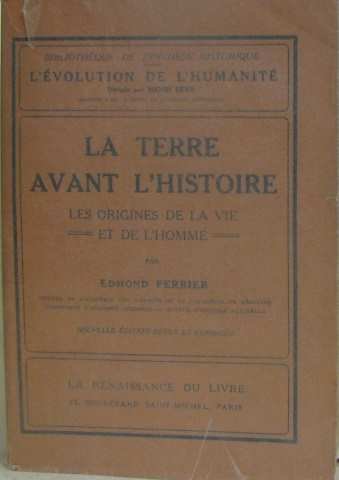 BIBLIOTHÈQUE DE SYNTHÈSE HISTORIQUE
L'ÉVOLUTION DE L'HUMANITÉ
Dirigée par HENRI BERR
LA TERRE
AVANT L'HISTOIRE
LES ORIGINES DE LA VIE
ET DE L'HOMME
PAR
EDMOND PERRIER
NOUVELLE ÉDITION REVUE ET CORRIGÉE
LA RENAISSANCE DU LIVRE
BOULEVARD SAINT-MICHEL, PARIS